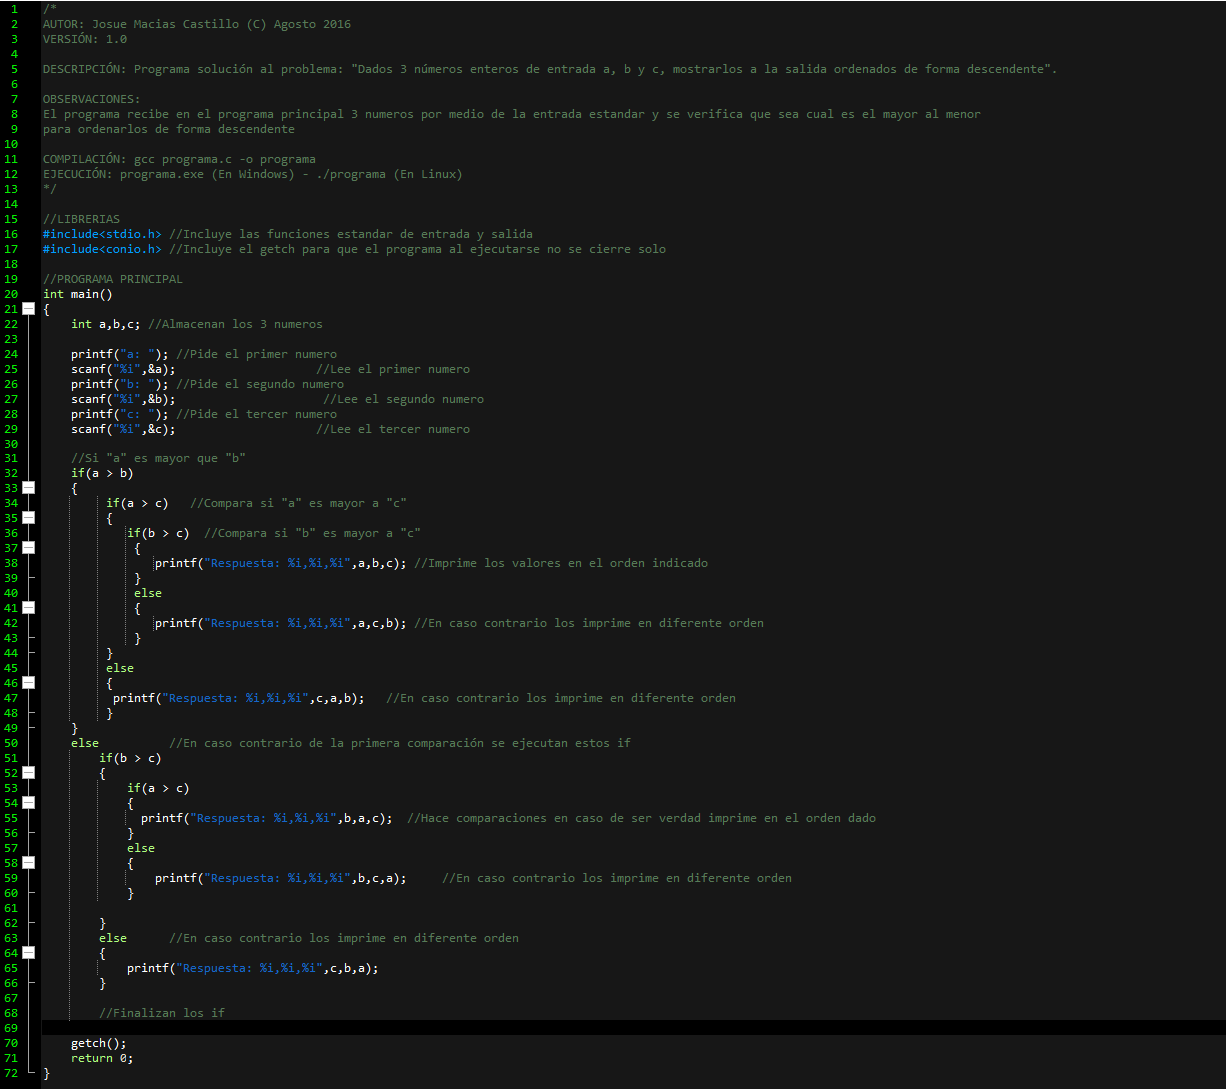 1 /*
2 AUTOR: Josue Macias Castillo (C) Agosto 2016
3 VERSIÓN: 1.0
4
5 DESCRIPCIÓN: Programa solución al problema: "Dados 3 números enteros de entrada a, b y c, mostrarlos a la salida ordenados de forma descendente".
6
7 OBSERVACIONES:
8 El programa recibe en el programa principal 3 numeros por medio de la entrada estandar y se verifica que sea cual es el mayor al menor
9 para ordenarlos de forma descendente
10
11 COMPILACIÓN: gcc programa.c -o programa
12 EJECUCIÓN: programa.exe (En Windows) - ./programa (En Linux)
13 */
14
15 //LIBRERIAS
16 #include<stdio.h> //Incluye las funciones estandar de entrada y salida
17 #include<conio.h> //Incluye el getch para que el programa al ejecutarse no se cierre solo
18
19 //PROGRAMA PRINCIPAL
20 int main()
21 {
22     int a,b,c; //Almacenan los 3 numeros
23
24     printf("a: "); //Pide el primer numero
25     scanf("%i",&a);                    //Lee el primer numero
26     printf("b: "); //Pide el segundo numero
27     scanf("%i",&b);                     //Lee el segundo numero
28     printf("c: "); //Pide el tercer numero
29     scanf("%i",&c);                    //Lee el tercer numero
30
31     //Si "a" es mayor que "b"
32     if(a > b)
33     {
34          if(a > c)   //Compara si "a" es mayor a "c"
35          {
36             if(b > c)  //Compara si "b" es mayor a "c"
37              {
38                 printf("Respuesta: %i,%i,%i",a,b,c); //Imprime los valores en el orden indicado
39              }
40              else
41              {
42                 printf("Respuesta: %i,%i,%i",a,c,b); //En caso contrario los imprime en diferente orden
43              }
44          }
45          else
46          {
47           printf("Respuesta: %i,%i,%i",c,a,b);   //En caso contrario los imprime en diferente orden
48          }
49     }
50     else          //En caso contrario de la primera comparación se ejecutan estos if
51         if(b > c)
52         {
53             if(a > c)
54             {
55               printf("Respuesta: %i,%i,%i",b,a,c);  //Hace comparaciones en caso de ser verdad imprime en el orden dado
56             }
57             else
58             {
59                 printf("Respuesta: %i,%i,%i",b,c,a);     //En caso contrario los imprime en diferente orden
60             }
61
62         }
63         else      //En caso contrario los imprime en diferente orden
64         {
65             printf("Respuesta: %i,%i,%i",c,b,a);
66         }
67
68         //Finalizan los if
69
70     getch();
71     return 0;
72 }